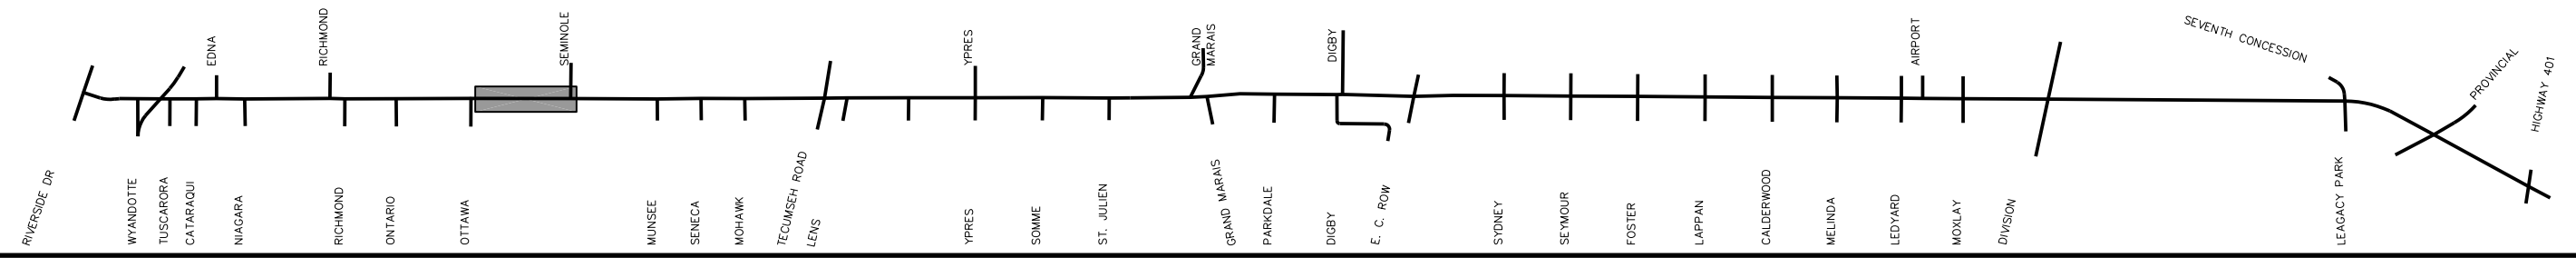 EDNA
RICHMOND
SEMINOLE
YPRES
GRAND
MARAIS
DIGBY
AIRPORT
SEVENTH CONCESSION
PROVINCIAL
HIGHWAY 401
RIVERSIDE DR
WYANDOTTE
TUSCARORA
CATARAQUI
NIAGARA
RICHMOND
ONTARIO
OTTAWA
MUNSEE
SENECA
MOHAWK
TECUMSEH ROAD
LENS
YPRES
SOMME
ST. JULIEN
GRAND MARAIS
PARKDALE
DIGBY
E. C. ROW
SYDNEY
SEYMOUR
FOSTER
LAPPAN
CALDERWOOD
MELINDA
LEDYARD
MOXLAY
DIVISION
LEAGACY PARK